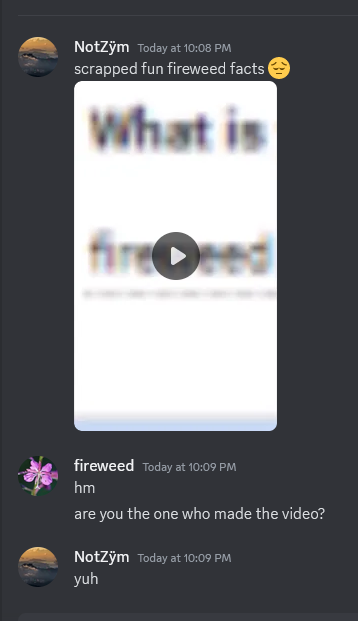 NotZÿm Today at 10:08 PM
scrapped fun fireweed facts 😔
What is
fireweed
fireweed Today at 10:09 PM
hm
are you the one who made the video?
NotZÿm Today at 10:09 PM
yuh